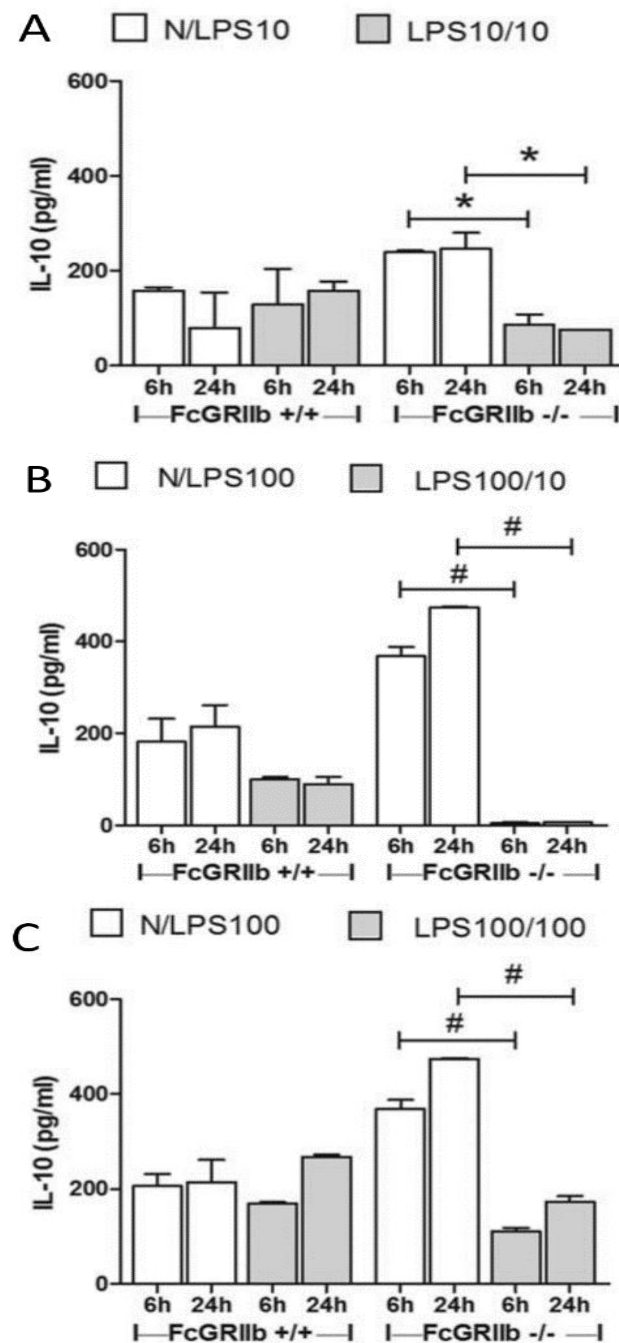 A
N/LPS10 LPS10/10
600
400
200
0
IL-10 (pg/ml)
* *
6h 24h 6h 24h 6h 24h 6h 24h
FcGRIIb +/+ FcGRIIb -/-
B
N/LPS100 LPS100/10
600
400
200
0
IL-10 (pg/ml)
# #
6h 24h 6h 24h 6h 24h 6h 24h
FcGRIIb +/+ FcGRIIb -/-
C
N/LPS100 LPS100/100
600
400
200
0
IL-10 (pg/ml)
# #
6h 24h 6h 24h 6h 24h 6h 24h
FcGRIIb +/+ FcGRIIb -/-